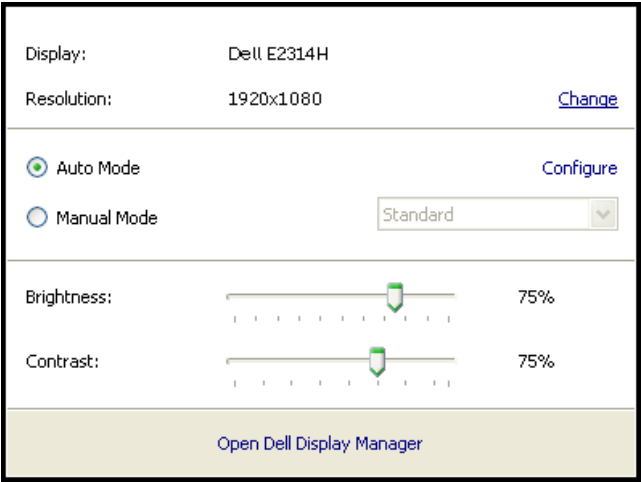 Display: Dell E2314H
Resolution: 1920x1080 Change
Auto Mode Configure
Manual Mode Standard
Brightness: 75%
Contrast: 75%
Open Dell Display Manager